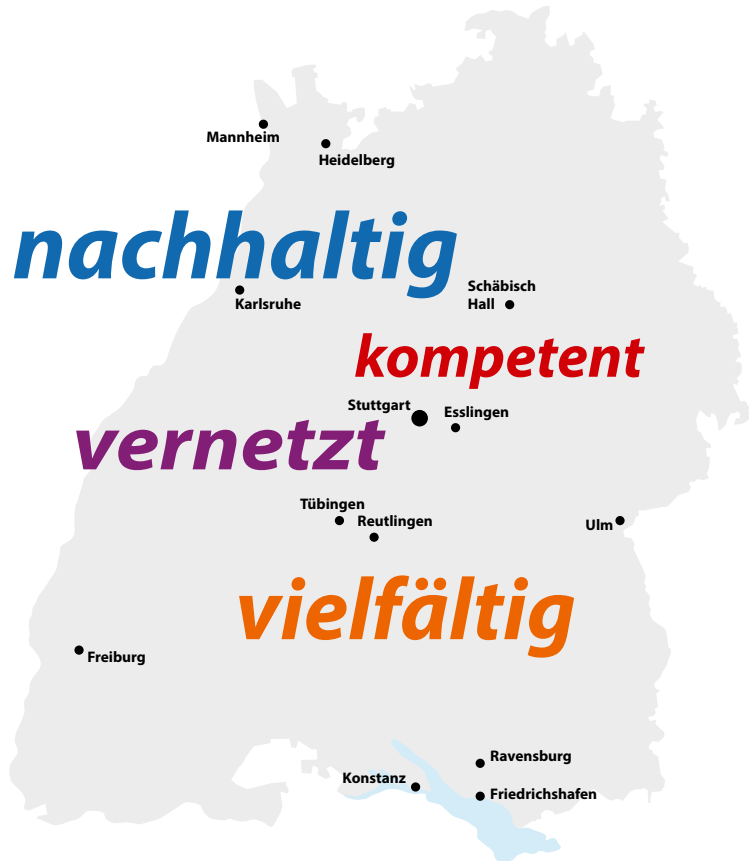 Mannheim
Heidelberg
nachhaltig
Schäbisch
Hall
Karlsruhe
kompetent
Stuttgart
Esslingen
vernetzt
Tübingen
Reutlingen
Ulm
vielfältig
Freiburg
Ravensburg
Konstanz
Friedrichshafen